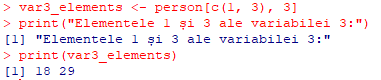 > var3_elements <- person[c(1, 3), 3]
> print("Elementele 1 și 3 ale variabilei 3:")
[1] "Elementele 1 și 3 ale variabilei 3:"
> print(var3_elements)
[1] 18 29